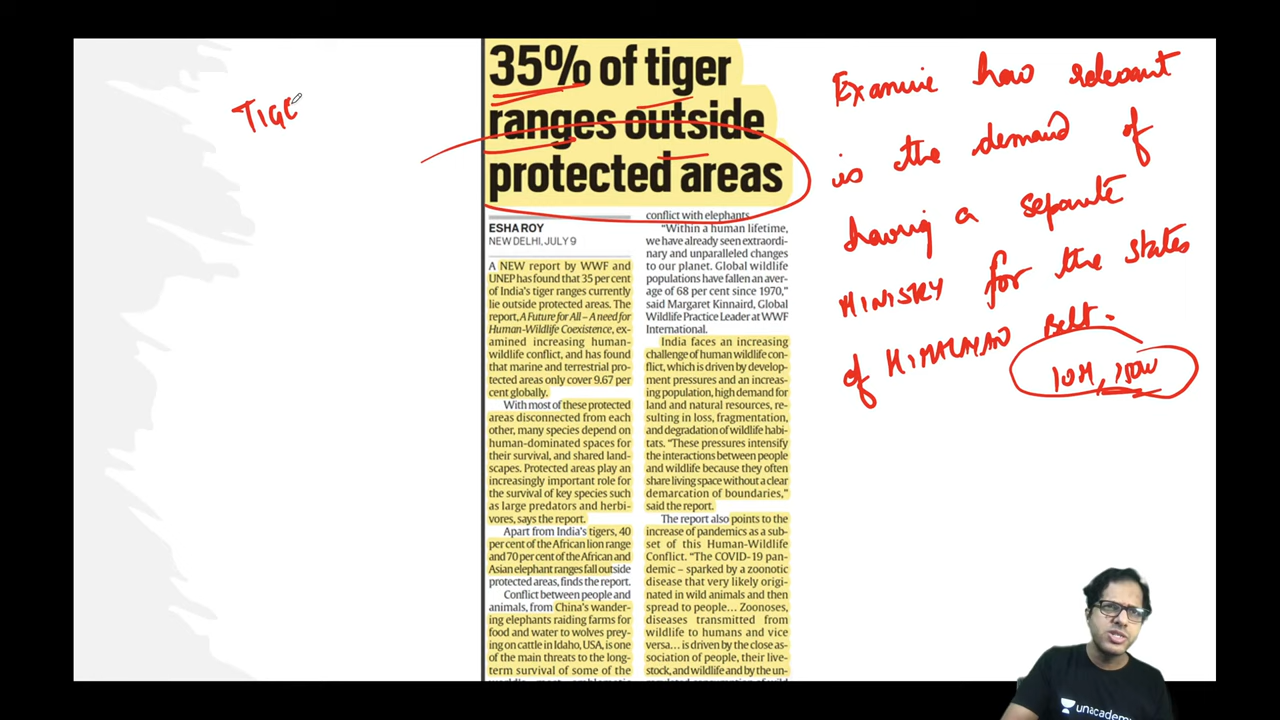 TIGE
35% of tiger
ranges outside
protected areas
ESHA ROY
NEW DELHI, JULY 9
A NEW report by WWF and
UNEP has found that 35 per cent
of India's tiger ranges currently
lie outside protected areas. The
report, A Future for All – A need for
Human-Wildlife Coexistence, ex-
amined increasing human-
wildlife conflict, and has found
that marine and terrestrial pro-
tected areas only cover 9.67 per
cent globally.
With most of these protected
areas disconnected from each
other, many species depend on
human-dominated spaces for
their survival, and shared land-
scapes. Protected areas play an
increasingly important role for
the survival of key species such
as large predators and herbi-
vores, says the report.
Apart from India's tigers, 40
per cent of the African lion range
and 70 per cent of the African and
Asian elephant ranges fall outside
protected areas, finds the report.
Conflict between people and
animals, from China's wander-
ing elephants raiding farms for
food and water to wolves prey-
ing on cattle in Idaho, USA, is one
of the main threats to the long-
term survival of some of the
conflict with elephants.
“Within a human lifetime,
we have already seen extraordi-
nary and unparalleled changes
to our planet. Global wildlife
populations have fallen an aver-
age of 68 per cent since 1970,”
said Margaret Kinnaird, Global
Wildlife Practice Leader at WWF
International.
India faces an increasing
challenge of human wildlife con-
flict, which is driven by develop-
ment pressures and an increas-
ing population, high demand for
land and natural resources, re-
sulting in loss, fragmentation,
and degradation of wildlife habi-
tats. “These pressures intensify
the interactions between people
and wildlife because they often
share living space without a clear
demarcation of boundaries,”
said the report.
The report also points to the
increase of pandemics as a sub-
set of this Human-Wildlife
Conflict. “The COVID-19 pan-
demic – sparked by a zoonotic
disease that very likely origi-
nated in wild animals and then
spread to people... Zoonoses,
diseases transmitted from
wildlife to humans and vice
versa... is driven by the close as-
sociation of people, their live-
stock, and wildlife and by the un-
Examine how relevant
is the demand of
having a separate
MINISRY for the states
of HIMALAYAN Belt.
10M, 150W
unacademy